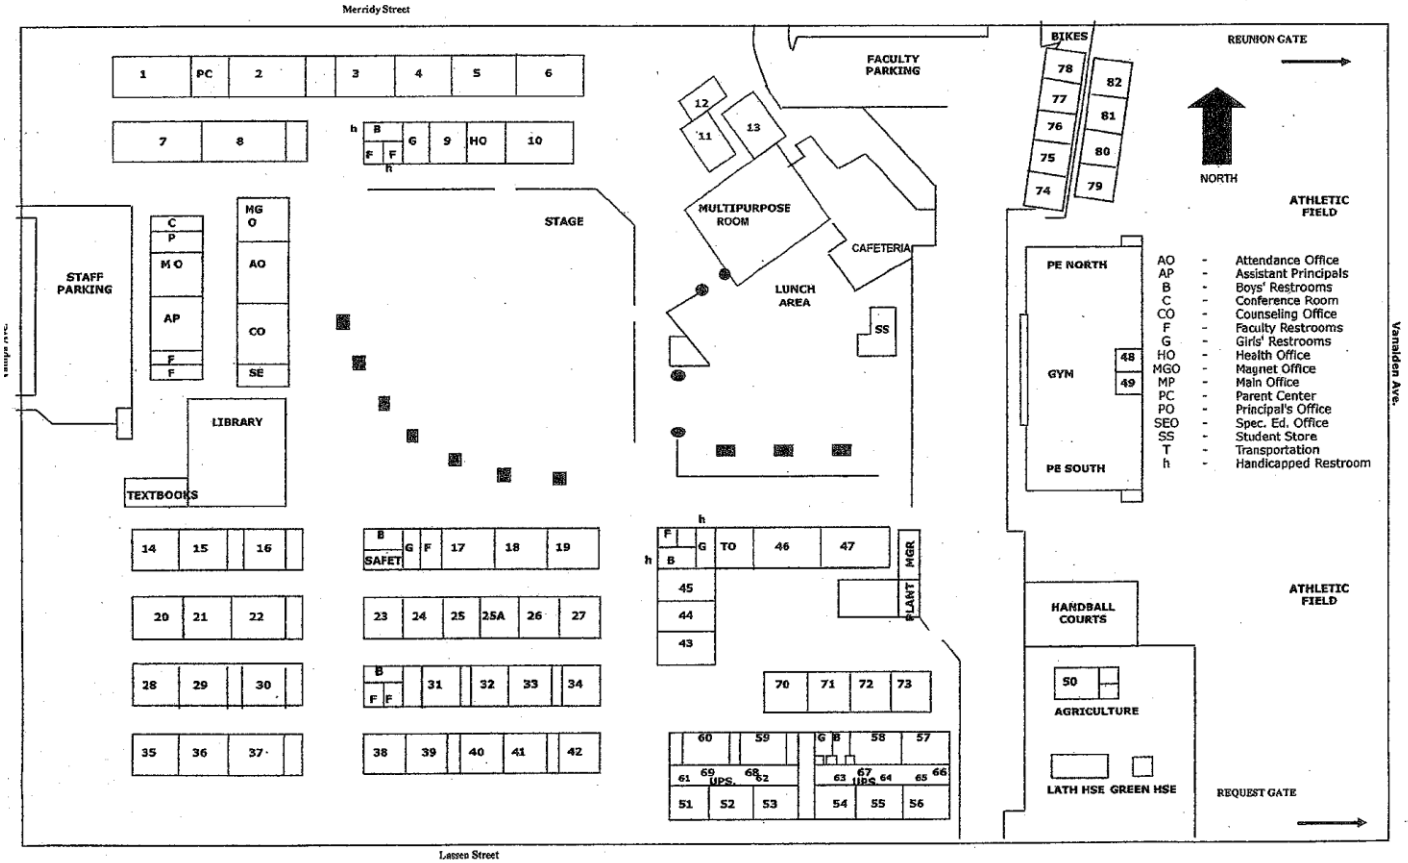 Merridy Street
REUNION GATE
BIKES
FACULTY
PARKING
1 PC 2 3 4 5 6
78
77
76
75
74
82
81
80
79
12
11
13
7 8
h B G 9 HO 10
F F
h
NORTH
ATHLETIC
FIELD
MULTIPURPOSE
ROOM
STAGE
CAFETERIA
LUNCH
AREA
SS
MG
O
AO
CO
SE
C
P
M O
AP
F
F
STAFF
PARKING
LIBRARY
TEXTBOOKS
PE NORTH
GYM
48
49
PE SOUTH
AO - Attendance Office
AP - Assistant Principals
B - Boys' Restrooms
C - Conference Room
CO - Counseling Office
F - Faculty Restrooms
G - Girls' Restrooms
HO - Health Office
MGO - Magnet Office
MP - Main Office
PC - Parent Center
PO - Principal's Office
SEO - Spec. Ed. Office
SS - Student Store
T - Transportation
h - Handicapped Restroom
Vanalden Ave.
14 15 16
B
SAFET G F 17 18 19
h
F
h B G TO 46 47
45
44
43
MGR
PLANT
20 21 22
23 24 25 25A 26 27
HANDBALL
COURTS
ATHLETIC
FIELD
28 29 30
B
F F 31 32 33 34
70 71 72 73
50
AGRICULTURE
35 36 37
38 39 40 41 42
60 59 G B 58 57
61 69 68 62 63 67 64 65 66
UPS. UPS.
51 52 53 54 55 56
LATH HSE GREEN HSE
REQUEST GATE
Lassen Street